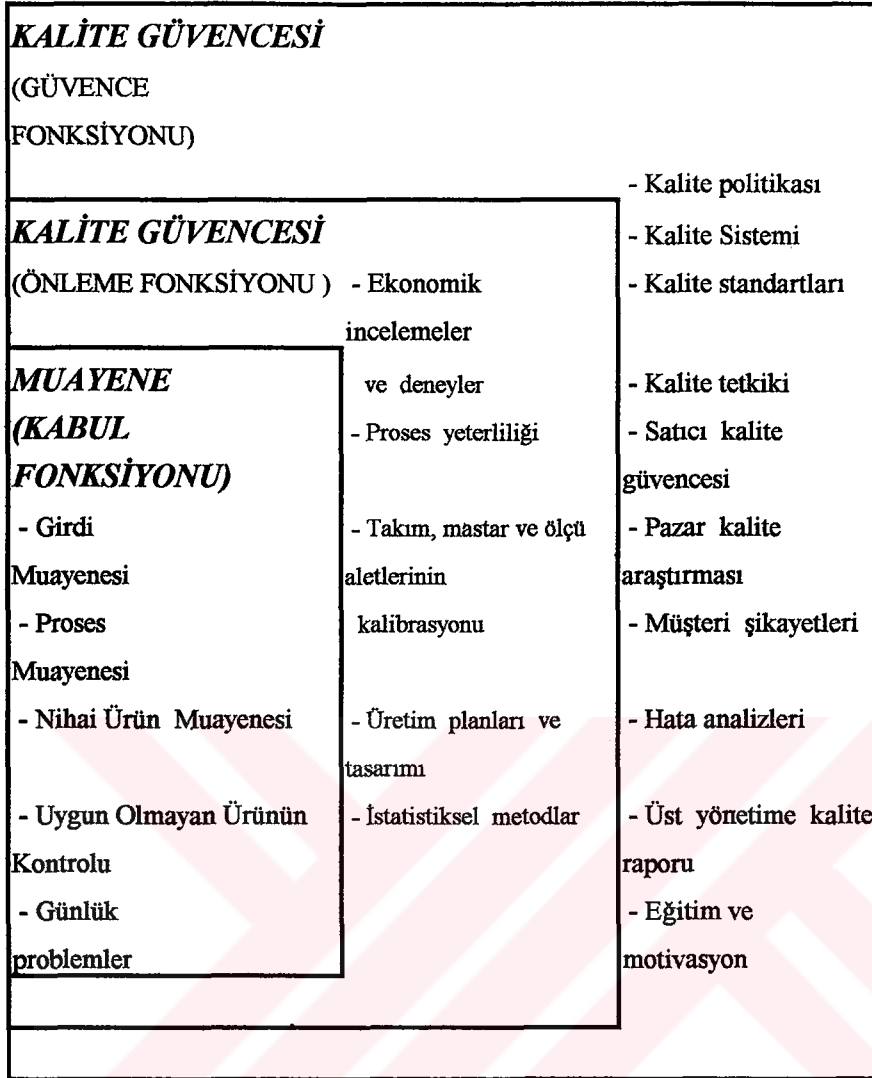 KALİTE GÜVENCESİ
(GÜVENCE
FONKSİYONU)
- Kalite politikası
- Kalite Sistemi
- Kalite standartları
- Kalite tetkiki
- Satıcı kalite
güvencesi
- Pazar kalite
araştırması
- Müşteri şikayetleri
- Hata analizleri
- Üst yönetime kalite
raporu
- Eğitim ve
motivasyon
KALİTE GÜVENCESİ
(ÖNLEME FONKSİYONU )
- Ekonomik
incelemeler
ve deneyler
- Proses yeterliliği
- Takım, mastar ve ölçü
aletlerinin
kalibrasyonu
- Üretim planları ve
tasarımı
- İstatistiksel metodlar
MUAYENE
(KABUL
FONKSİYONU)
- Girdi
Muayenesi
- Proses
Muayenesi
- Nihai Ürün Muayenesi
- Uygun Olmayan Ürünün
Kontrolu
- Günlük
problemler